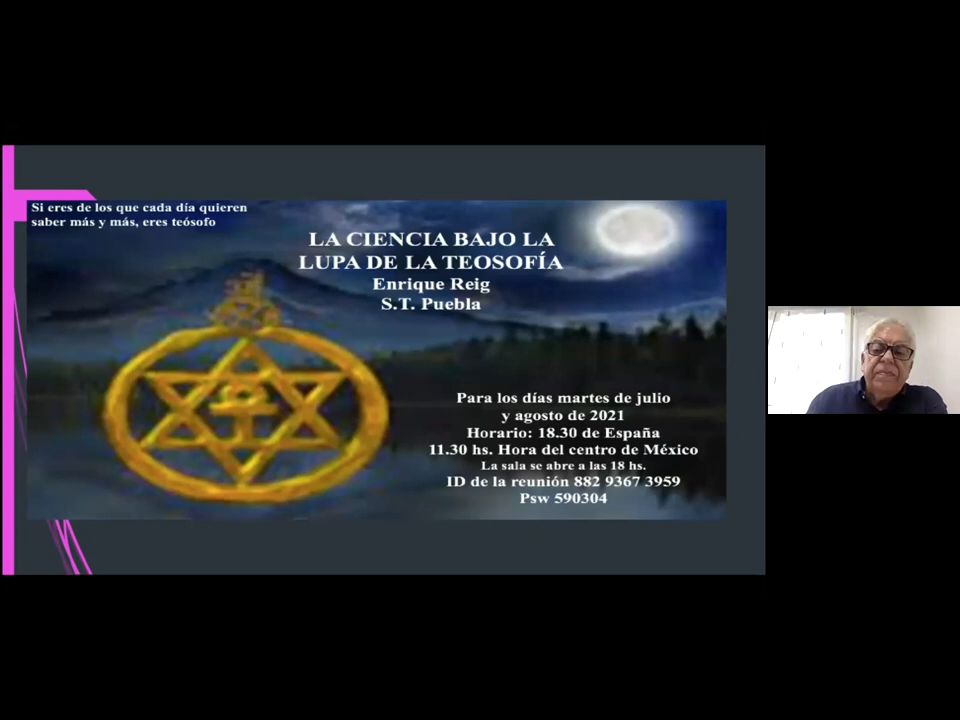 Si eres de los que cada día quieren
saber más y más, eres teósofo
LA CIENCIA BAJO LA
LUPA DE LA TEOSOFÍA
Enrique Reig
S.T. Puebla
Para los días martes de julio
y agosto de 2021
Horario: 18.30 de España
11.30 hs. Hora del centro de México
La sala se abre a las 18 hs.
ID de la reunión 882 9367 3959
Psw 590304